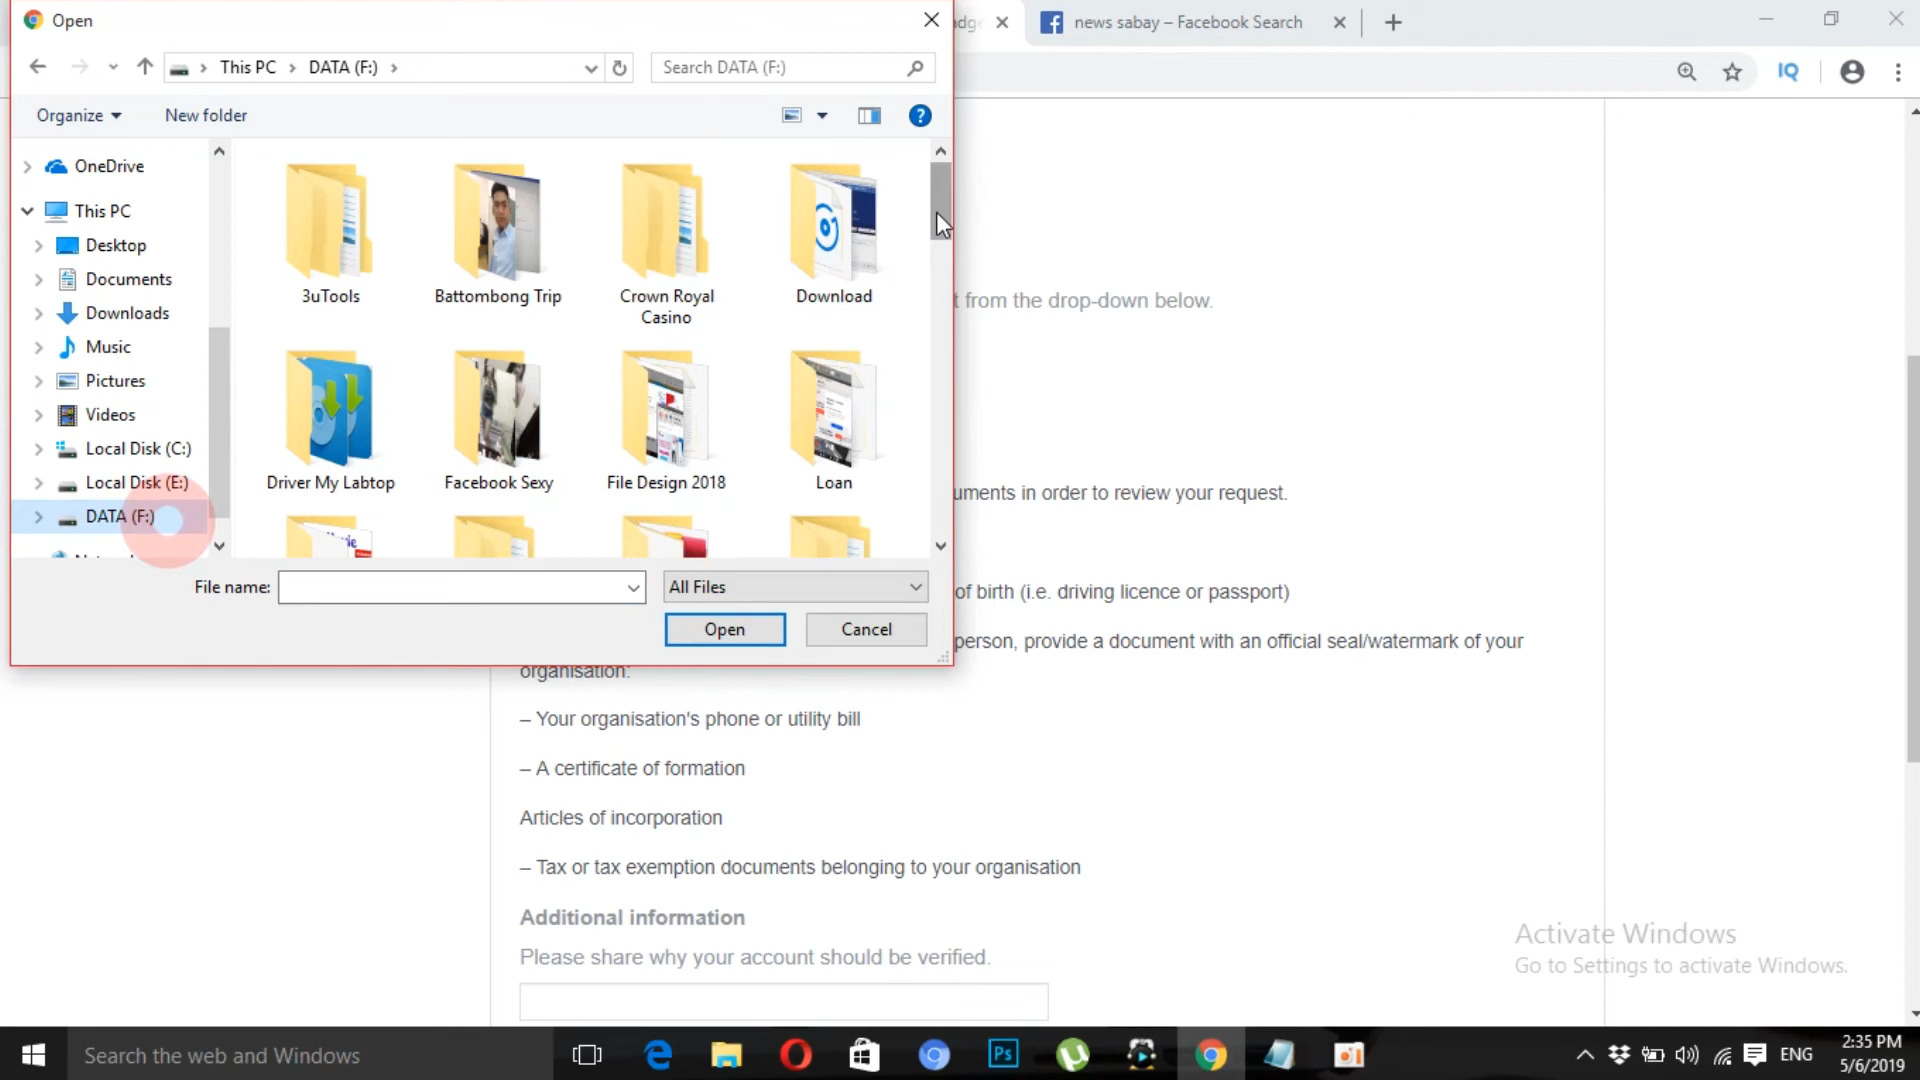 Open
adge
news sabay – Facebook Search
This PC
DATA (F:)
Search DATA (F:)
IQ
Organize
New folder
OneDrive
This PC
Desktop
Documents
Downloads
Music
Pictures
Videos
Local Disk (C:)
Local Disk (E:)
DATA (F:)
3uTools
Battombong Trip
Crown Royal
Casino
Download
Driver My Labtop
Facebook Sexy
File Design 2018
Loan
File name:
All Files
Open
Cancel
t from the drop-down below.
uments in order to review your request.
of birth (i.e. driving licence or passport)
person, provide a document with an official seal/watermark of your
organisation:
– Your organisation's phone or utility bill
– A certificate of formation
Articles of incorporation
– Tax or tax exemption documents belonging to your organisation
Additional information
Please share why your account should be verified.
Activate Windows
Go to Settings to activate Windows.
Search the web and Windows
Ps
ENG
2:35 PM
5/6/2019